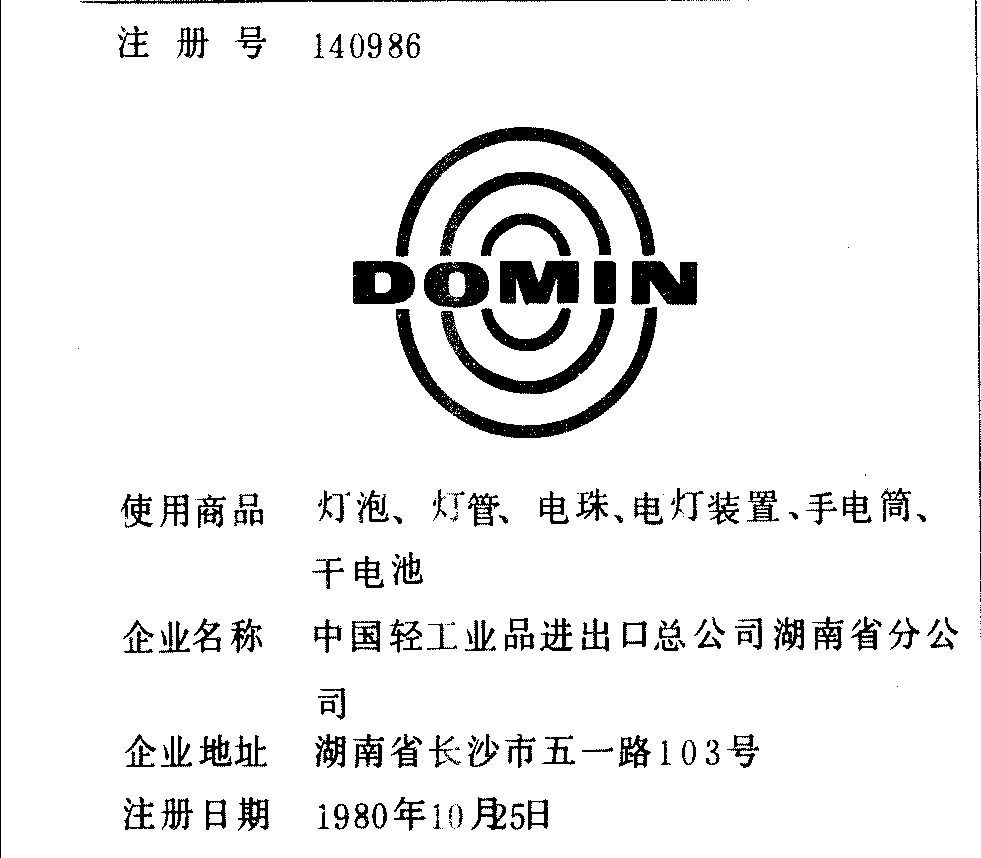 注册号 140986
DOMIN
使用商品 灯泡、灯管、电珠、电灯装置、手电筒、
干电池
企业名称 中国轻工业品进出口总公司湖南省分公
司
企业地址 湖南省长沙市五一路103号
注册日期 1980年10月25日